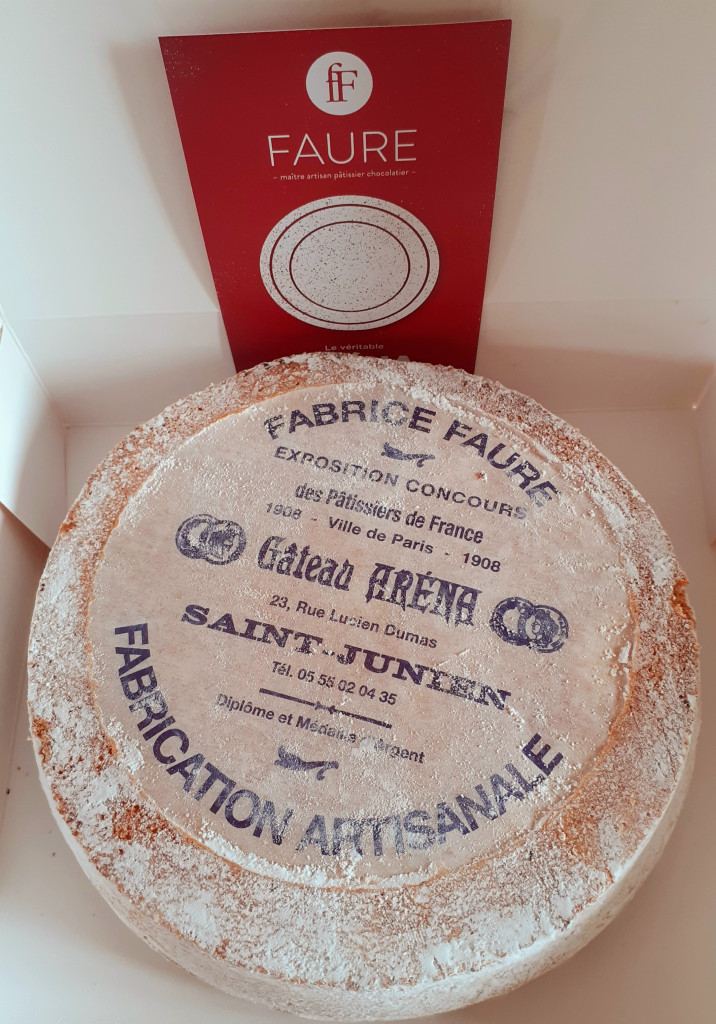 fF
FAURE
- maître artisan pâtissier chocolatier -
Le véritable
FABRICE FAURE
EXPOSITION CONCOURS
des Pâtissiers de France
1908 - Ville de Paris - 1908
Gâteau ARÉNA
23, Rue Lucien Dumas
SAINT-JUNIEN
Tél. 05 55 02 04 35
Diplôme et Médaille d'Argent
FABRICATION ARTISANALE